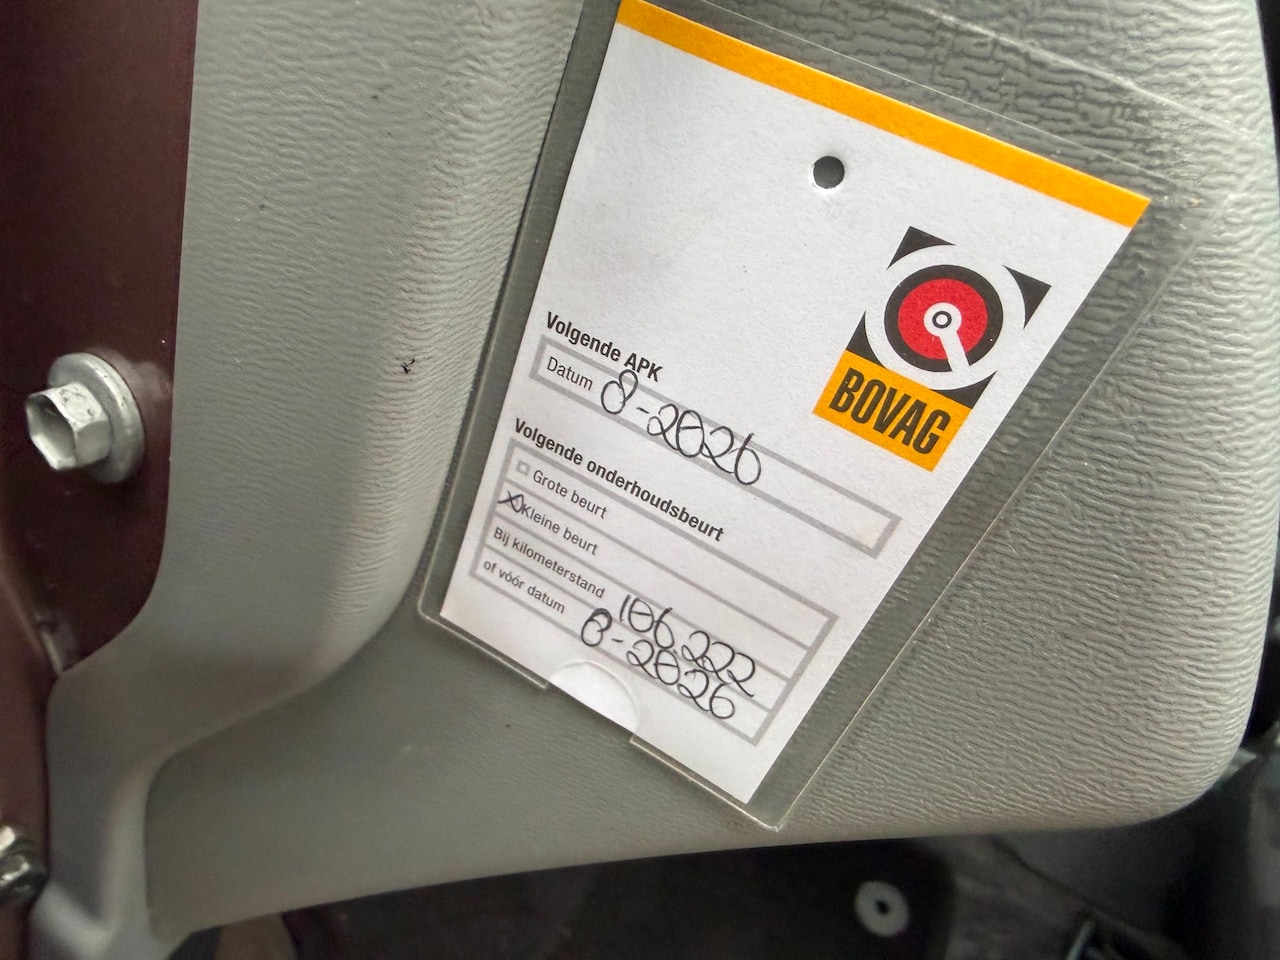 BOVAG
Volgende APK
Datum 8-2026
Volgende onderhoudsbeurt
Grote beurt
Kleine beurt
Bij kilometerstand 106.222
of vóór datum 8-2026